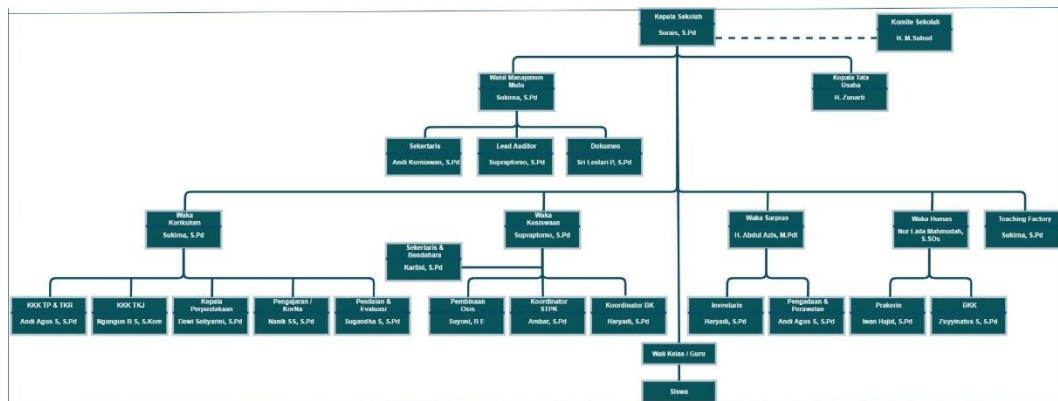 Kepala Sekolah
Surais, S.Pd
Komite Sekolah
H. M.Suhud
Wakil Manajemen
Mutu
Sukirna, S.Pd
Kepala Tata
Usaha
H. Zunarti
Sekertaris
Andi Kurniawan, S.Pd
Lead Auditor
Supraptomo, S.Pd
Dokumen
Sri Lestari P, S.Pd
Waka
Kurikulum
Sukirna, S.Pd
Waka
Kesiswaan
Supraptomo, S.Pd
Waka Surpras
H. Abdul Azis, M.PdI
Waka Humas
Nur Laila Mahmudah,
S.SOs
Teaching Factory
Sukirna, S.Pd
Sekertaris &
Bendahara
Kartini, S.Pd
KKK TP & TKR
Andi Agus S, S.Pd
KKK TKJ
Ngungun B S, S.Kom
Kepala
Perpustakaan
Dewi Setiyarini, S.Pd
Pengajaran /
KorNa
Nanik SS, S.Pd
Penilaian &
Evaluasi
Sugandha S, S.Pd
Pembinaan
Osis
Suyoni, B E
Koordinator
STPK
Ambar, S.Pd
Koordinator BK
Haryadi, S.Pd
Inventaris
Haryadi, S.Pd
Pengadaan &
Perawatan
Andi Agus S, S.Pd
Prakerin
Iwan Hajid, S.Pd
BKK
Zuyyinatus S, S.Pd
Wali Kelas / Guru
Siswa